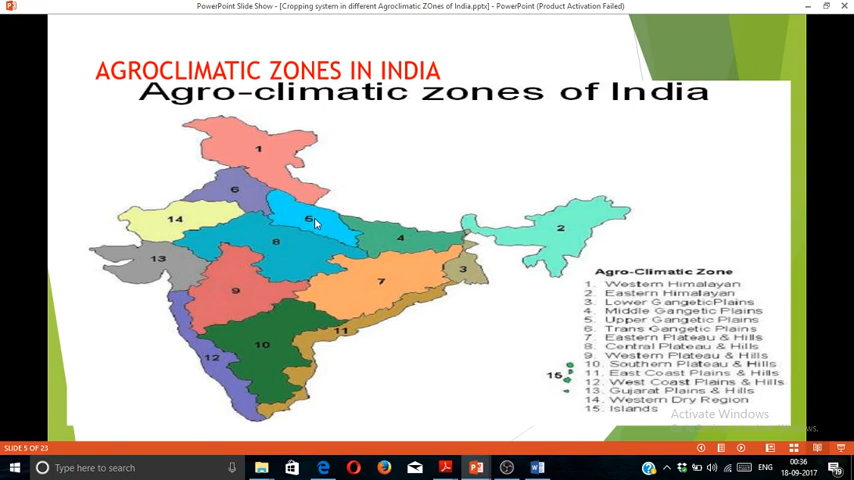 PowerPoint Slide Show - [Cropping system in different Agroclimatic ZOnes of India.pptx] - PowerPoint (Product Activation Failed)
AGROCLIMATIC ZONES IN INDIA
Agro-climatic zones of India
1
6
5
14
2
4
8
13
3
7
9
11
10
12
15
Agro-Climatic Zone
1. Western Himalayan
2. Eastern Himalayan
3. Lower GangeticPlains
4. Middle Gangetic Plains
5. Upper Gangetic Plains
6. Trans Gangetic Plains
7. Eastern Plateau & Hills
8. Central Plateau & Hills
9. Western Plateau & Hills
10. Southern Plateau & Hills
11. East Coast Plains & Hills
12. West Coast Plains & Hills
13. Gujarat Plains & Hills
14. Western Dry Region
15. Islands
Activate Windows
SLIDE 5 OF 23
Type here to search
ENG
00:36
18-09-2017
19